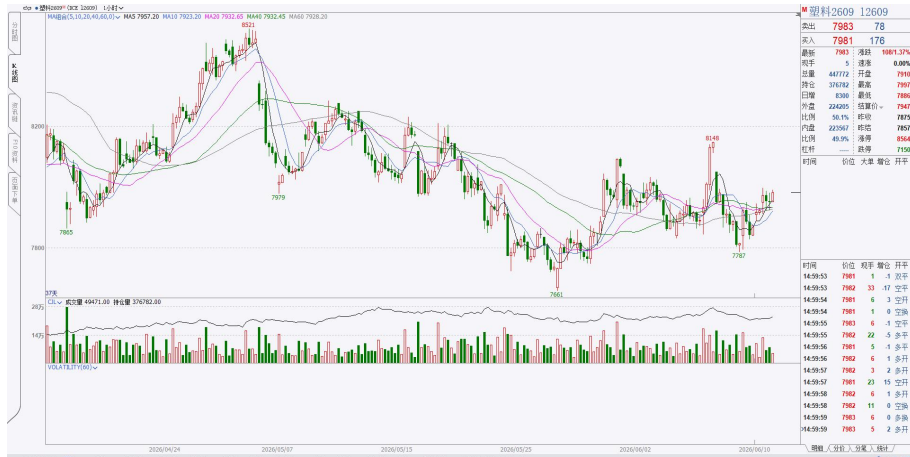 塑料2609 (DCE l2609) 1小时
MA组合(5,10,20,40,60,0) MA5 7957.20 MA10 7923.20 MA20 7932.65 MA40 7932.45 MA60 7928.20
分时图
K线图
8521
8200
8148
7979
7865
7800
7787
7661
37天
CJL 成交量 49471.00 持仓量 376782.00
28万
14万
VOLATILITY(60)
2026/04/24 2026/05/07 2026/05/15 2026/05/25 2026/06/02 2026/06/10
M 塑料2609 l2609
卖出 7983 78
买入 7981 176
最新 7983 涨跌 108/1.37%
现手 5 速涨 0.00%
总量 447772 开盘 7910
持仓 376782 最高 7997
日增 8300 最低 7886
外盘 224205 结算价 7947
比例 50.1% 昨收 7875
内盘 223567 昨结 7857
比例 49.9% 涨停 8564
杠杆 —— 跌停 7150
时间 价位 大单 增仓 开平
时间 价位 现手 增仓 开平
14:59:53 7981 1 -1 双平
14:59:53 7982 33 -17 空平
14:59:54 7981 6 3 空开
14:59:54 7981 1 0 空换
14:59:55 7983 6 -1 空平
14:59:55 7982 22 -5 多平
14:59:56 7981 5 -1 多平
14:59:56 7982 6 1 多开
14:59:57 7982 3 2 多开
14:59:57 7981 23 15 空开
14:59:58 7982 6 1 多开
14:59:58 7982 11 0 空换
14:59:59 7983 6 0 多换
14:59:59 7983 5 2 多开
明细 分价 分笔 统计